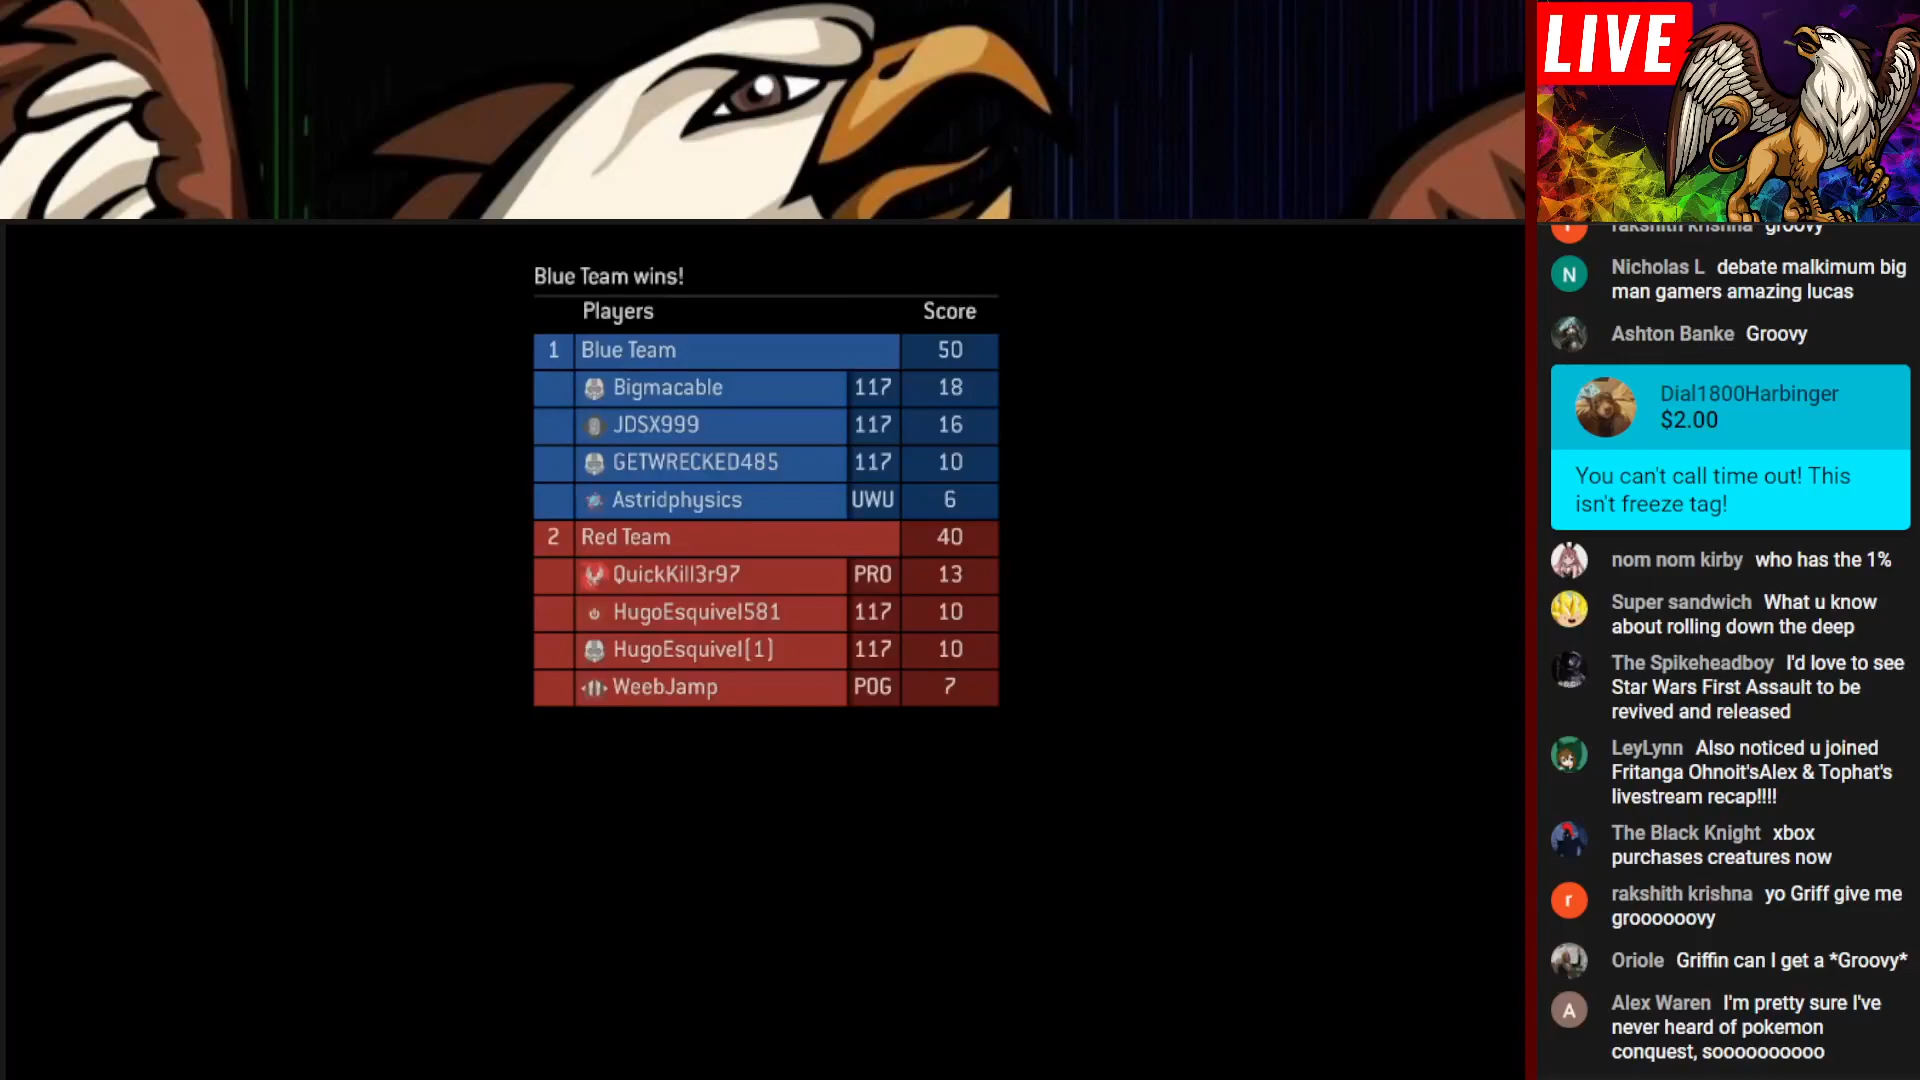 LIVE
Blue Team wins!
Players Score
1 Blue Team 50
Bigmacable 117 18
JDSX999 117 16
GETWRECKED485 117 10
Astridphysics UWU 6
2 Red Team 40
QuickKill3r97 PRO 13
HugoEsquivel581 117 10
HugoEsquivel(1) 117 10
WeebJamp POG 7
rakshith krishna groovy
N Nicholas L debate malkimum big
man gamers amazing lucas
Ashton Banke Groovy
Dial1800Harbinger
$2.00
You can't call time out! This
isn't freeze tag!
nom nom kirby who has the 1%
Super sandwich What u know
about rolling down the deep
The Spikeheadboy I'd love to see
Star Wars First Assault to be
revived and released
LeyLynn Also noticed u joined
Fritanga Ohnoit'sAlex & Tophat's
livestream recap!!!!
The Black Knight xbox
purchases creatures now
r rakshith krishna yo Griff give me
groooooovy
Oriole Griffin can I get a *Groovy*
A Alex Waren I'm pretty sure I've
never heard of pokemon
conquest, soooooooooo